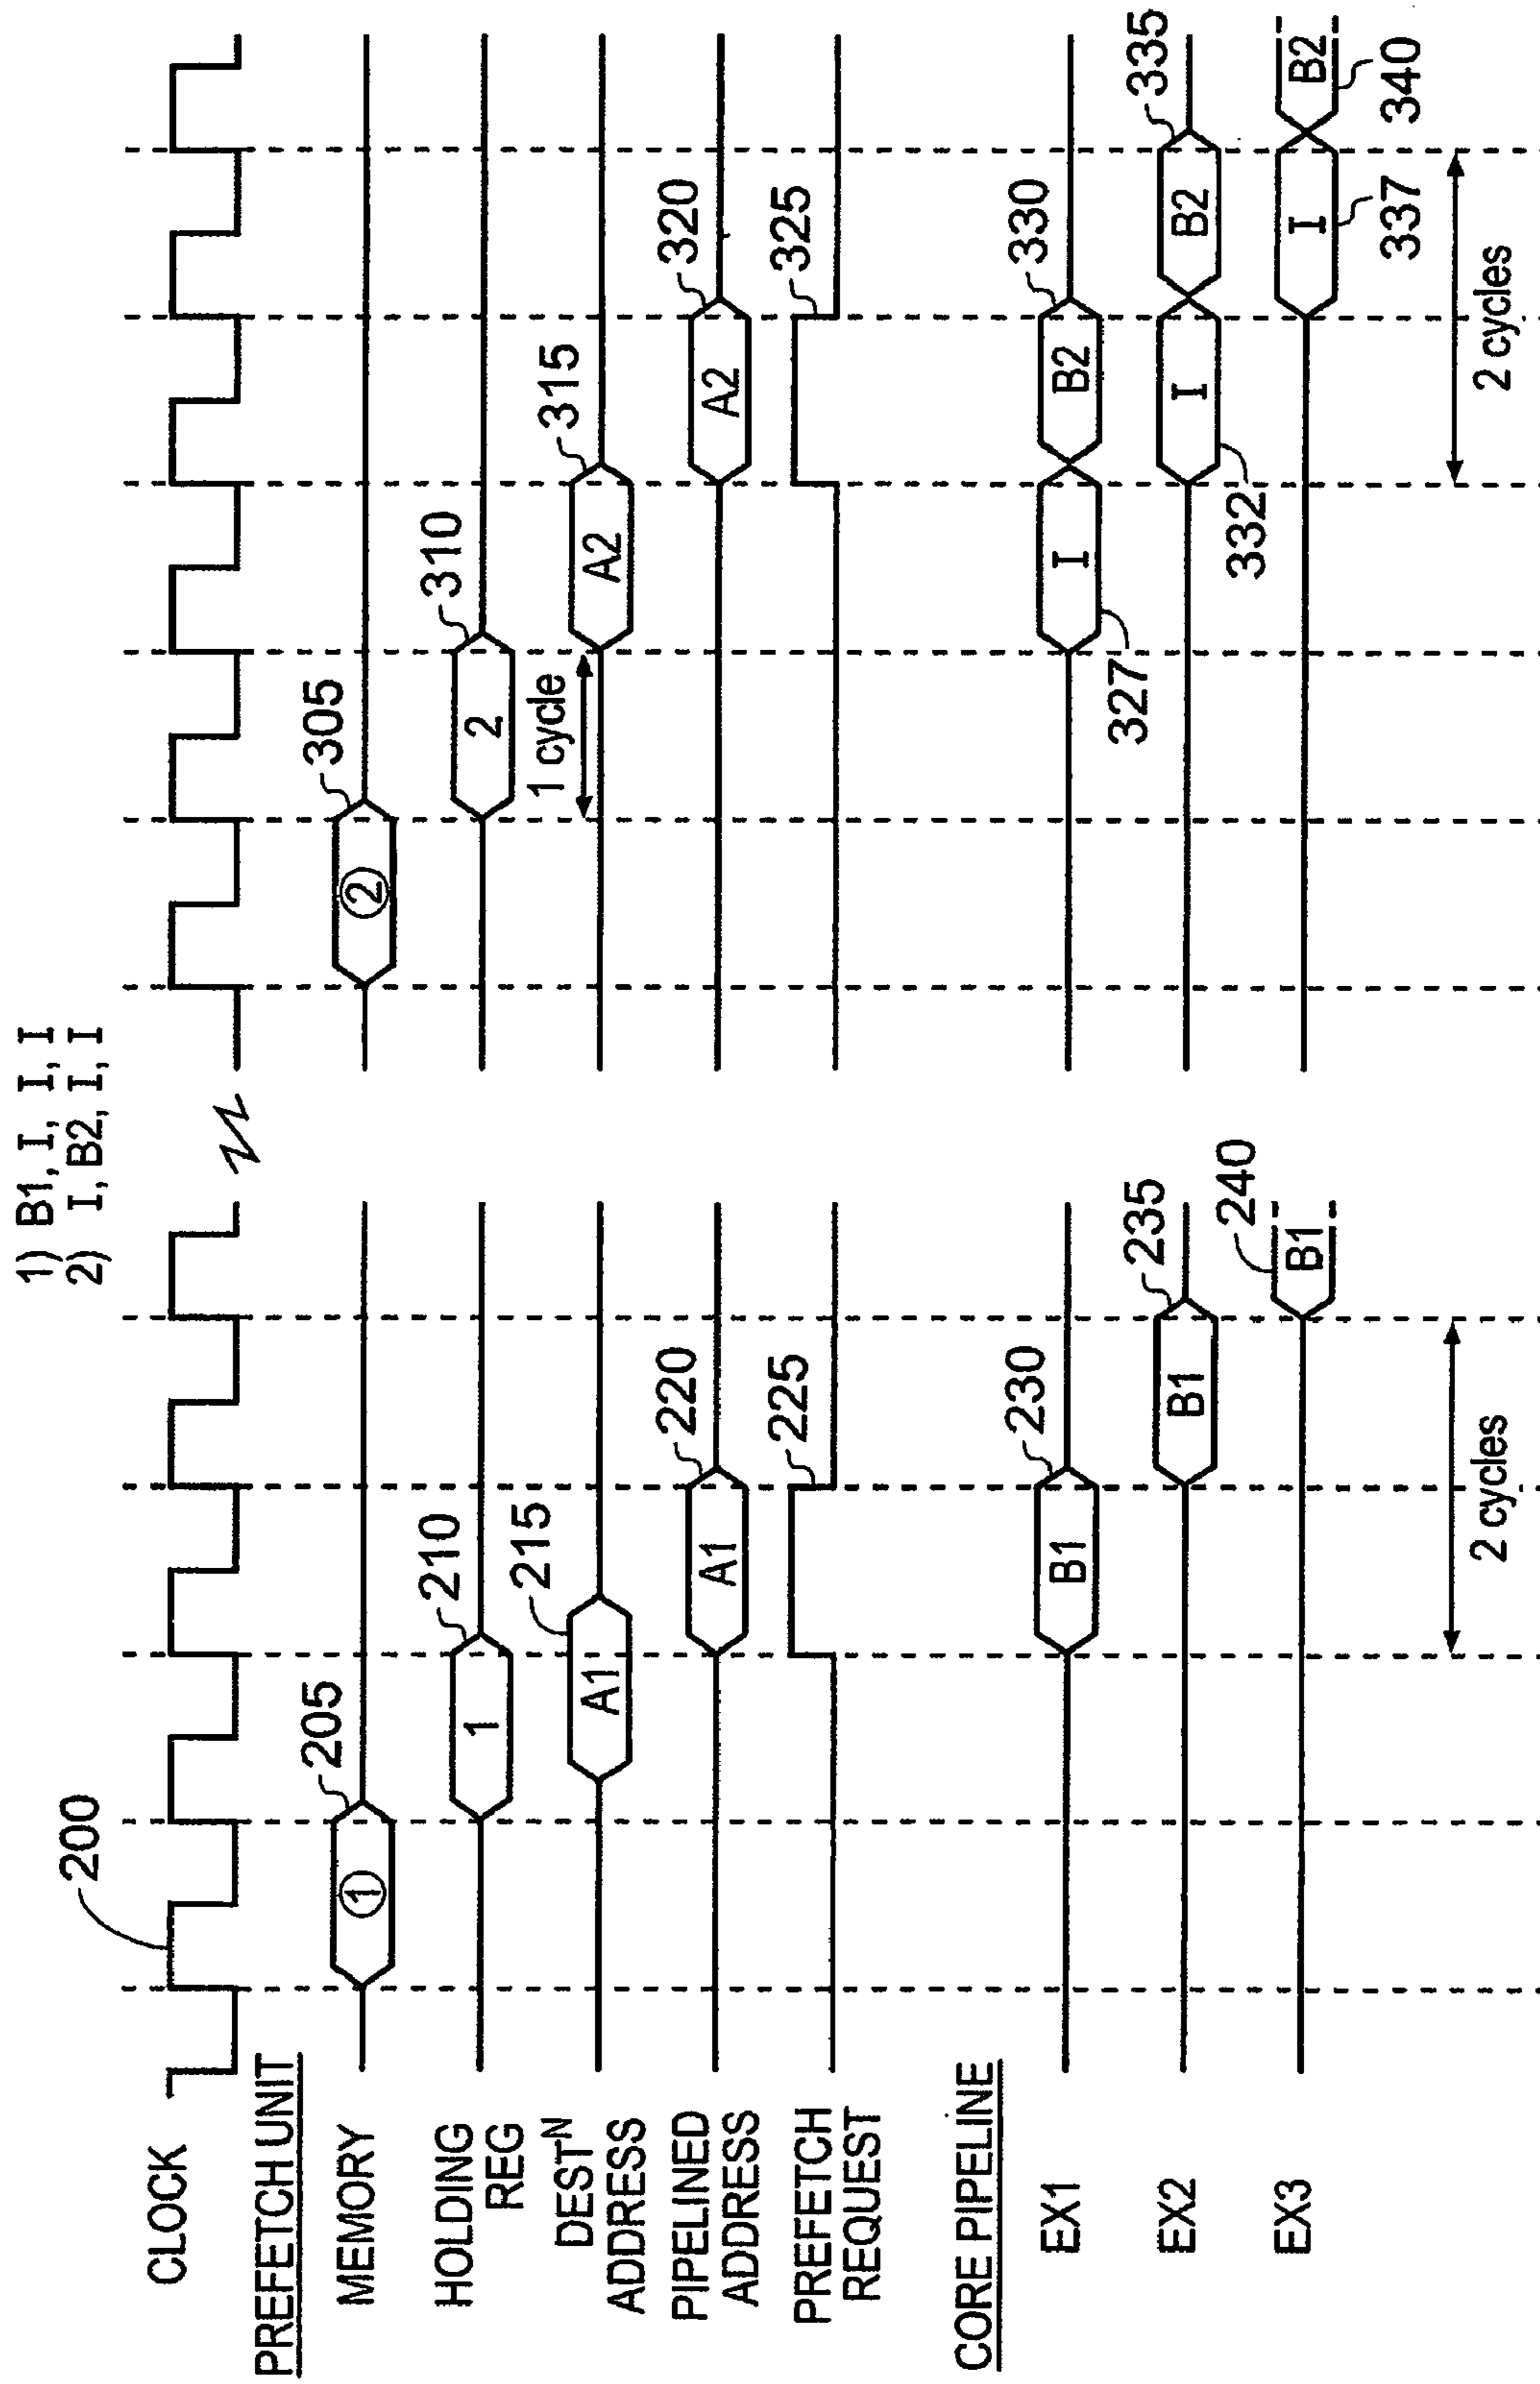 1) B1, I, I, I
2) I, B2, I, I
200
CLOCK
PREFETCH UNIT
MEMORY
1
205
2
305
HOLDING
REG
1
210
2
310
DESTN
ADDRESS
A1
215
1 cycle
A2
315
PIPELINED
ADDRESS
A1
220
A2
320
PREFETCH
REQUEST
225
325
CORE PIPELINE
EX1
B1
230
I
327
B2
330
EX2
B1
235
I
332
B2
335
EX3
B1
240
I
337
B2
340
2 cycles
2 cycles